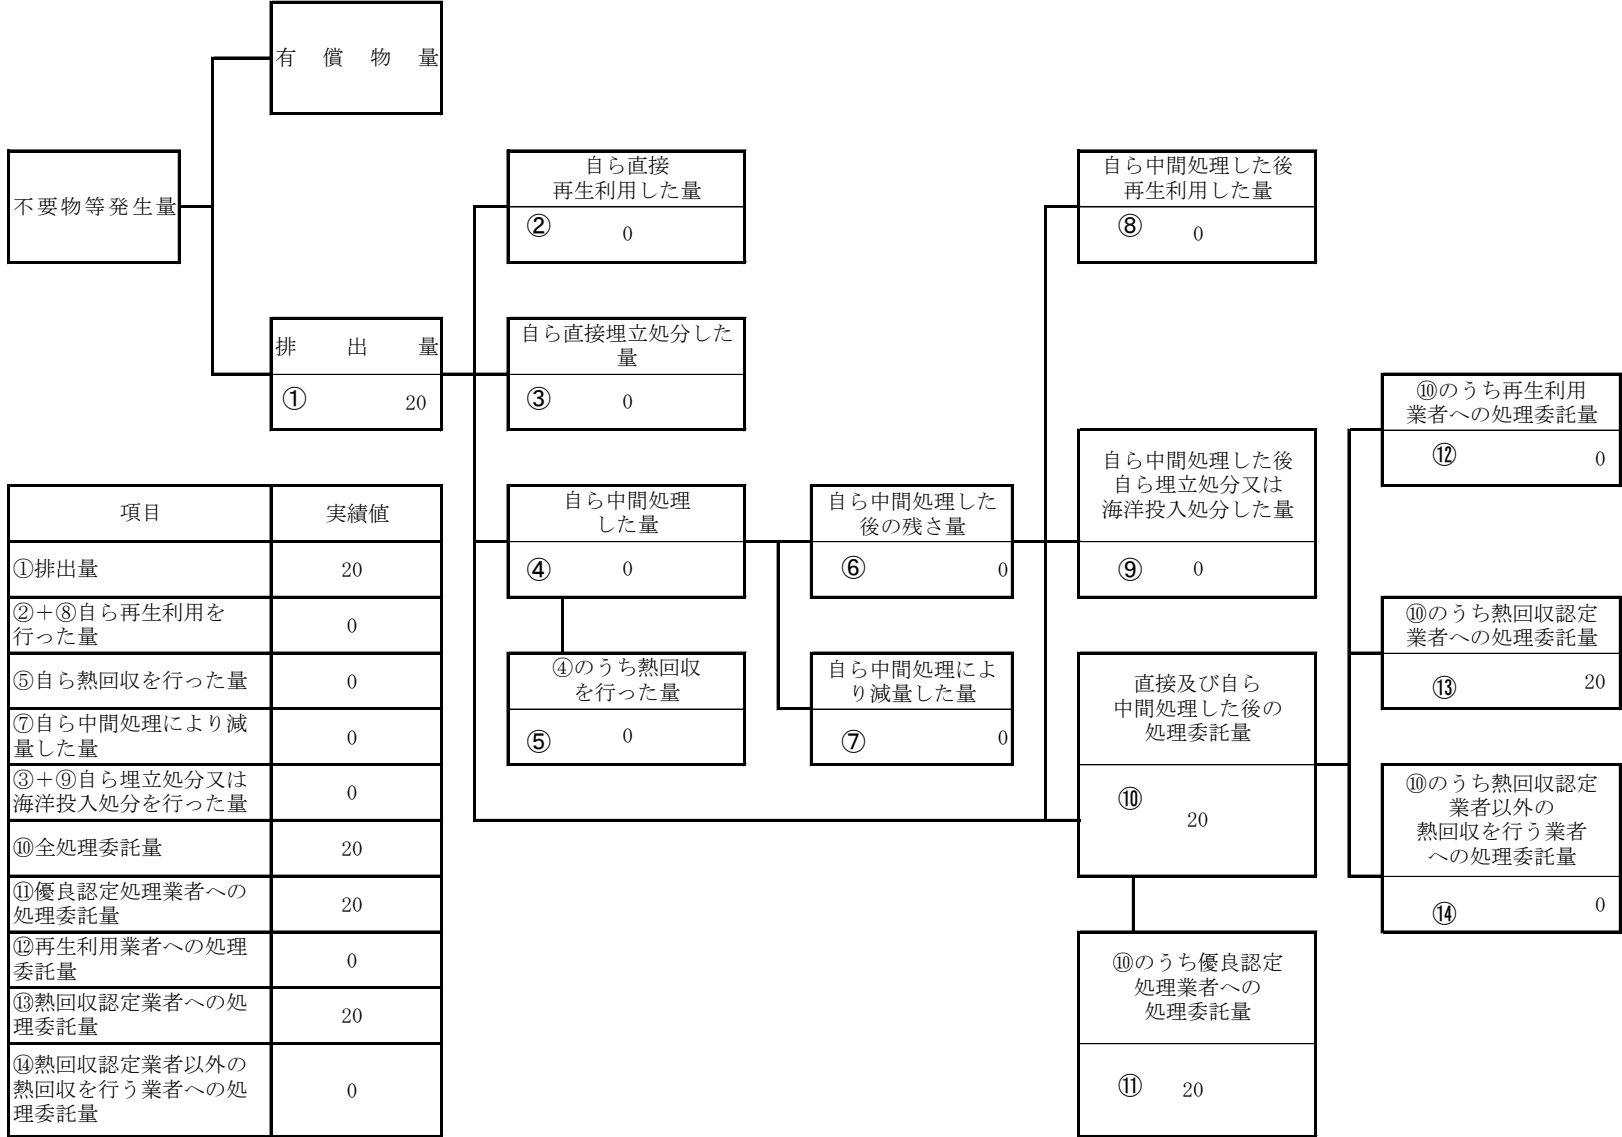 有償物量
不要物等発生量
排出量
① 20
自ら直接
再生利用した量
② 0
自ら直接埋立処分した
量
③ 0
自ら中間処理
した量
④ 0
④のうち熱回収
を行った量
⑤ 0
自ら中間処理した
後の残さ量
⑥ 0
自ら中間処理によ
り減量した量
⑦ 0
自ら中間処理した後
再生利用した量
⑧ 0
自ら中間処理した後
自ら埋立処分又は
海洋投入処分した量
⑨ 0
直接及び自ら
中間処理した後の
処理委託量
⑩
20
⑩のうち優良認定
処理業者への
処理委託量
⑪ 20
⑩のうち再生利用
業者への処理委託量
⑫ 0
⑩のうち熱回収認定
業者への処理委託量
⑬ 20
⑩のうち熱回収認定
業者以外の
熱回収を行う業者
への処理委託量
⑭ 0
項目 実績値
①排出量 20
②＋⑧自ら再生利用を
行った量 0
⑤自ら熱回収を行った量 0
⑦自ら中間処理により減
量した量 0
③＋⑨自ら埋立処分又は
海洋投入処分を行った量 0
⑩全処理委託量 20
⑪優良認定処理業者への
処理委託量 20
⑫再生利用業者への処理
委託量 0
⑬熱回収認定業者への処
理委託量 20
⑭熱回収認定業者以外の
熱回収を行う業者への処
理委託量 0